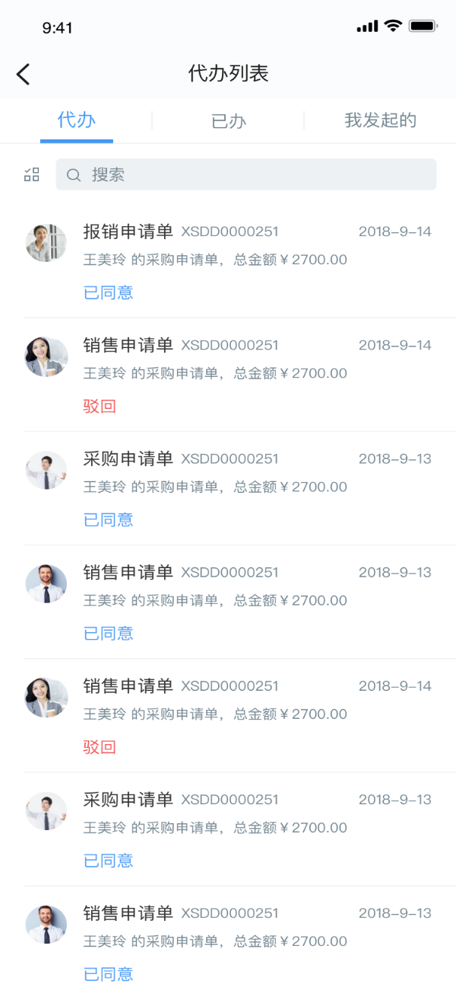 9:41
代办列表
代办 已办 我发起的
搜索
报销申请单 XSDD0000251 2018-9-14
王美玲 的采购申请单，总金额￥2700.00
已同意
销售申请单 XSDD0000251 2018-9-14
王美玲 的采购申请单，总金额￥2700.00
驳回
采购申请单 XSDD0000251 2018-9-13
王美玲 的采购申请单，总金额￥2700.00
已同意
销售申请单 XSDD0000251 2018-9-13
王美玲 的采购申请单，总金额￥2700.00
已同意
销售申请单 XSDD0000251 2018-9-14
王美玲 的采购申请单，总金额￥2700.00
驳回
采购申请单 XSDD0000251 2018-9-13
王美玲 的采购申请单，总金额￥2700.00
已同意
销售申请单 XSDD0000251 2018-9-13
王美玲 的采购申请单，总金额￥2700.00
已同意